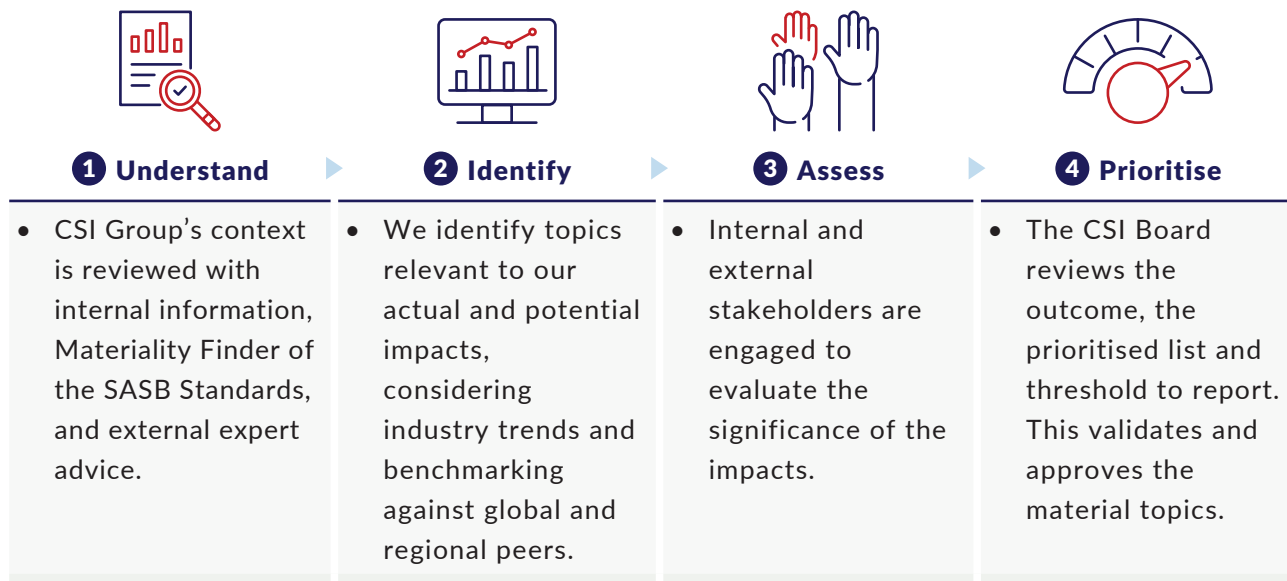 1 Understand
• CSI Group’s context
is reviewed with
internal information,
Materiality Finder of
the SASB Standards,
and external expert
advice.
2 Identify
• We identify topics
relevant to our
actual and potential
impacts,
considering
industry trends and
benchmarking
against global and
regional peers.
3 Assess
• Internal and
external
stakeholders are
engaged to
evaluate the
significance of the
impacts.
4 Prioritise
• The CSI Board
reviews the
outcome, the
prioritised list and
threshold to report.
This validates and
approves the
material topics.